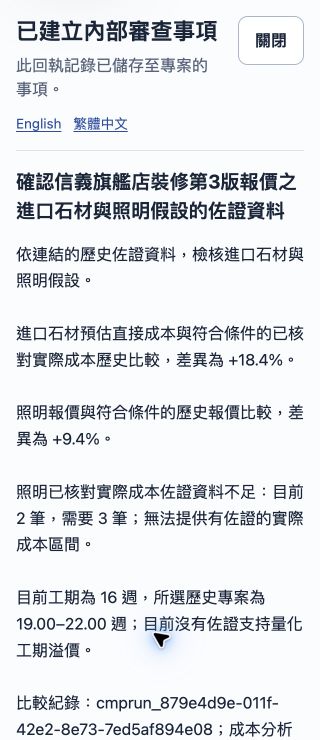 已建立內部審查事項
關閉
此回執記錄已儲存至專案的
事項。
English 繁體中文
確認信義旗艦店裝修第3版報價之
進口石材與照明假設的佐證資料
依連結的歷史佐證資料，檢核進口石材與
照明假設。
進口石材預估直接成本與符合條件的已核
對實際成本歷史比較，差異為 +18.4%。
照明報價與符合條件的歷史報價比較，差
異為 +9.4%。
照明已核對實際成本佐證資料不足：目前
2 筆，需要 3 筆；無法提供有佐證的實際
成本區間。
目前工期為 16 週，所選歷史專案為
19.00–22.00 週；目前沒有佐證支持量化
工期溢價。
比較紀錄：cmprun_879e4d9e-011f-
42e2-8e73-7ed5af894e08；成本分析